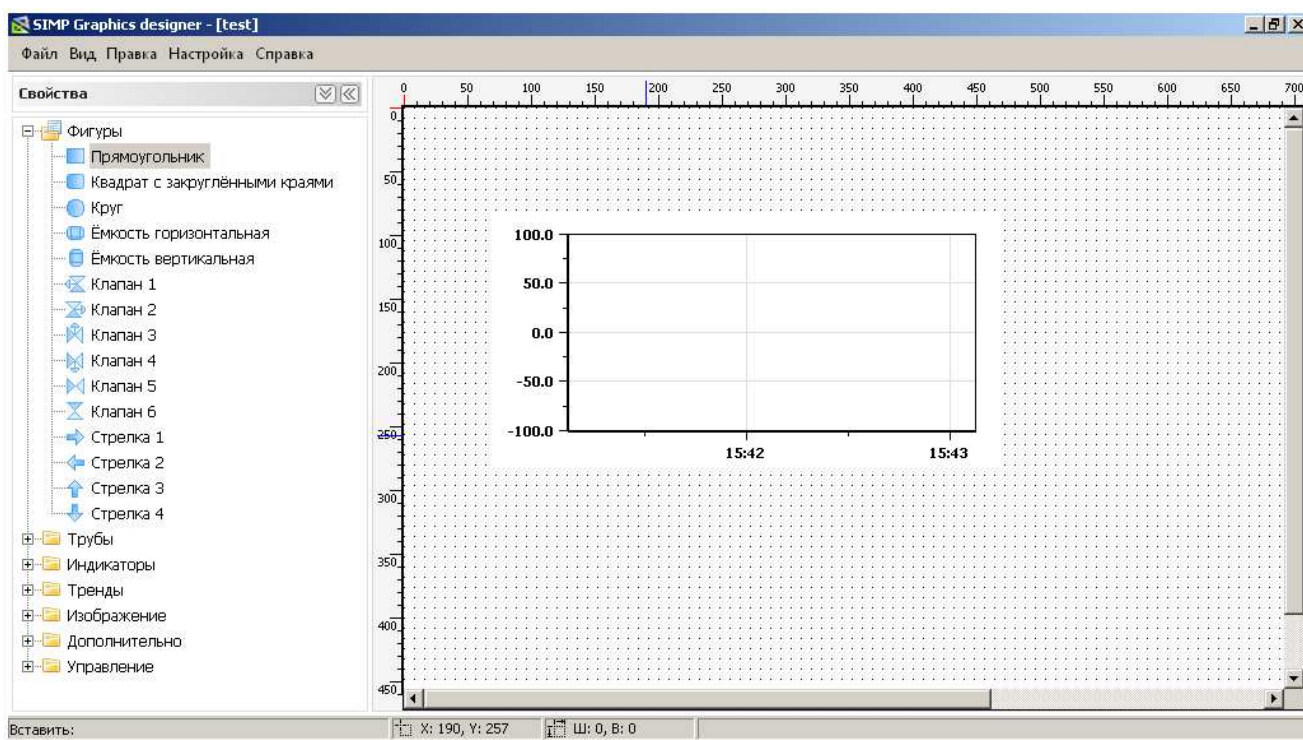 SIMP Graphics designer - [test]
Файл Вид Правка Настройка Справка
Свойства
Фигуры
Прямоугольник
Квадрат с закруглёнными краями
Круг
Ёмкость горизонтальная
Ёмкость вертикальная
Клапан 1
Клапан 2
Клапан 3
Клапан 4
Клапан 5
Клапан 6
Стрелка 1
Стрелка 2
Стрелка 3
Стрелка 4
Трубы
Индикаторы
Тренды
Изображение
Дополнительно
Управление
0 50 100 150 200 250 300 350 400 450 500 550 600 650 700
0
50
100
150
200
250
300
350
400
450
100.0
50.0
0.0
-50.0
-100.0
15:42 15:43
Вставить: X: 190, Y: 257 Ш: 0, В: 0